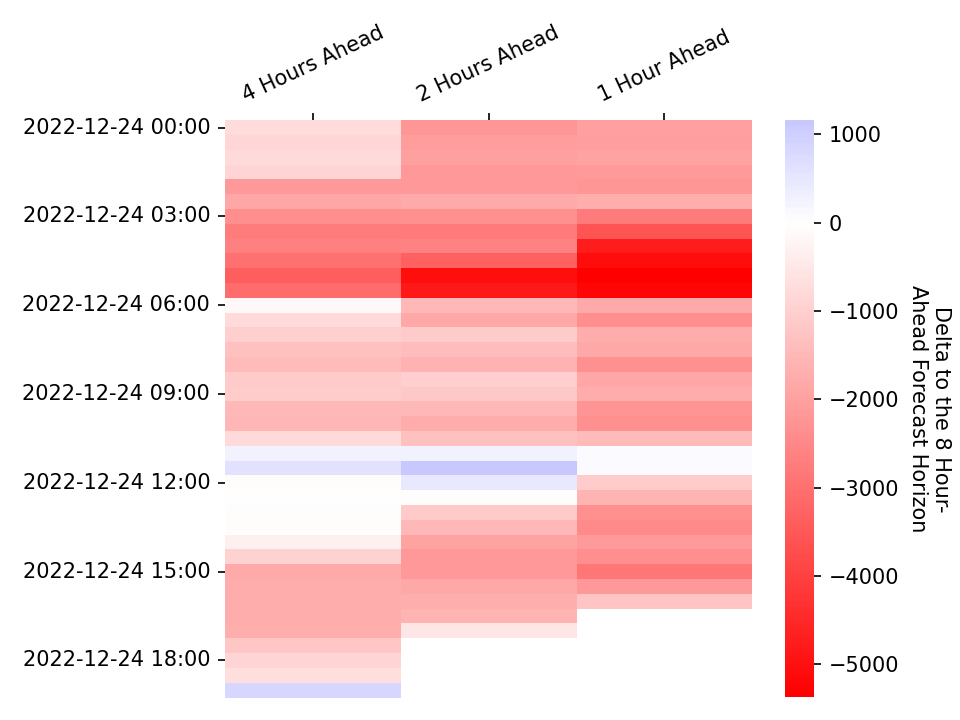 4 Hours Ahead
2 Hours Ahead
1 Hour Ahead
2022-12-24 00:00
2022-12-24 03:00
2022-12-24 06:00
2022-12-24 09:00
2022-12-24 12:00
2022-12-24 15:00
2022-12-24 18:00
1000
0
−1000
−2000
−3000
−4000
−5000
Delta to the 8 Hour-
Ahead Forecast Horizon